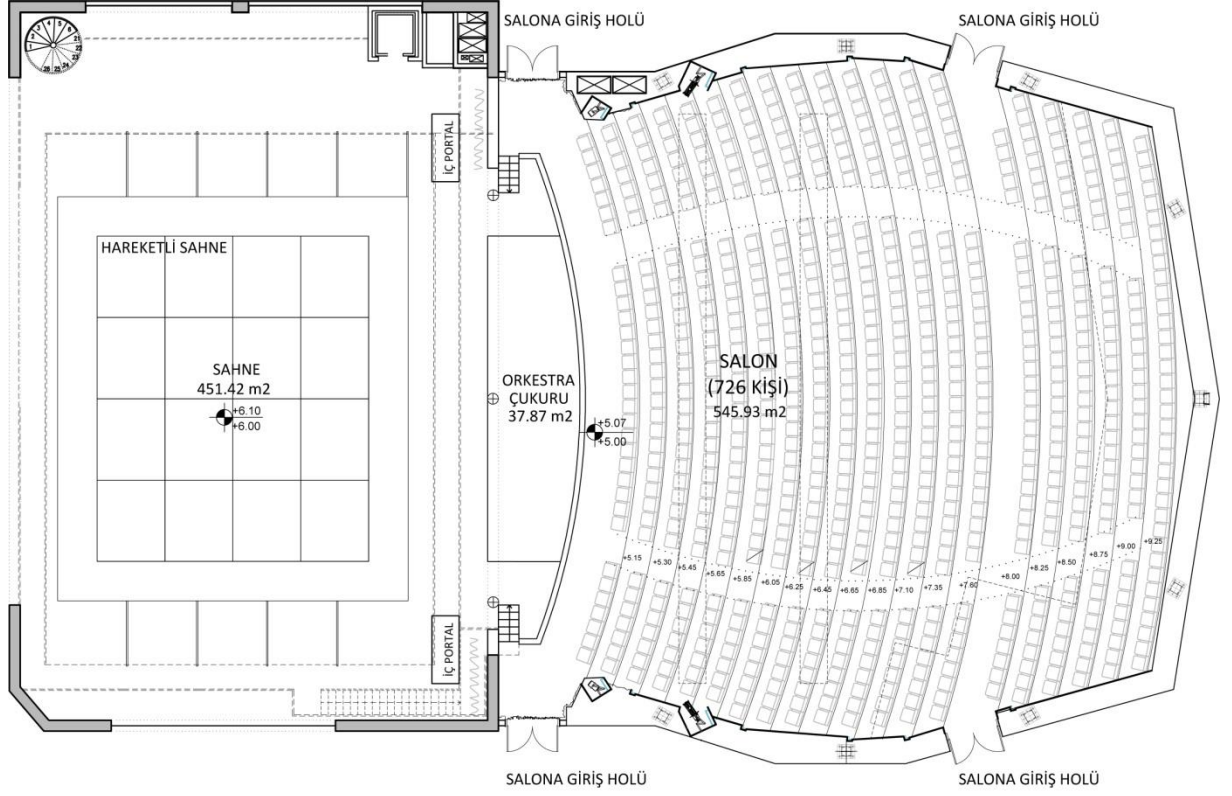 SALONA GİRİŞ HOLÜ
SALONA GİRİŞ HOLÜ
İÇ PORTAL
HAREKETLİ SAHNE
SAHNE
451.42 m2
+6.10
+6.00
ORKESTRA
ÇUKURU
37.87 m2
+5.07
+5.00
SALON
(726 KİŞİ)
545.93 m2
+5.15
+5.30
+5.45
+5.65
+5.85
+6.05
+6.25
+6.45
+6.65
+6.85
+7.10
+7.35
+7.60
+8.00
+8.25
+8.50
+8.75
+9.00
+9.25
İÇ PORTAL
SALONA GİRİŞ HOLÜ
SALONA GİRİŞ HOLÜ